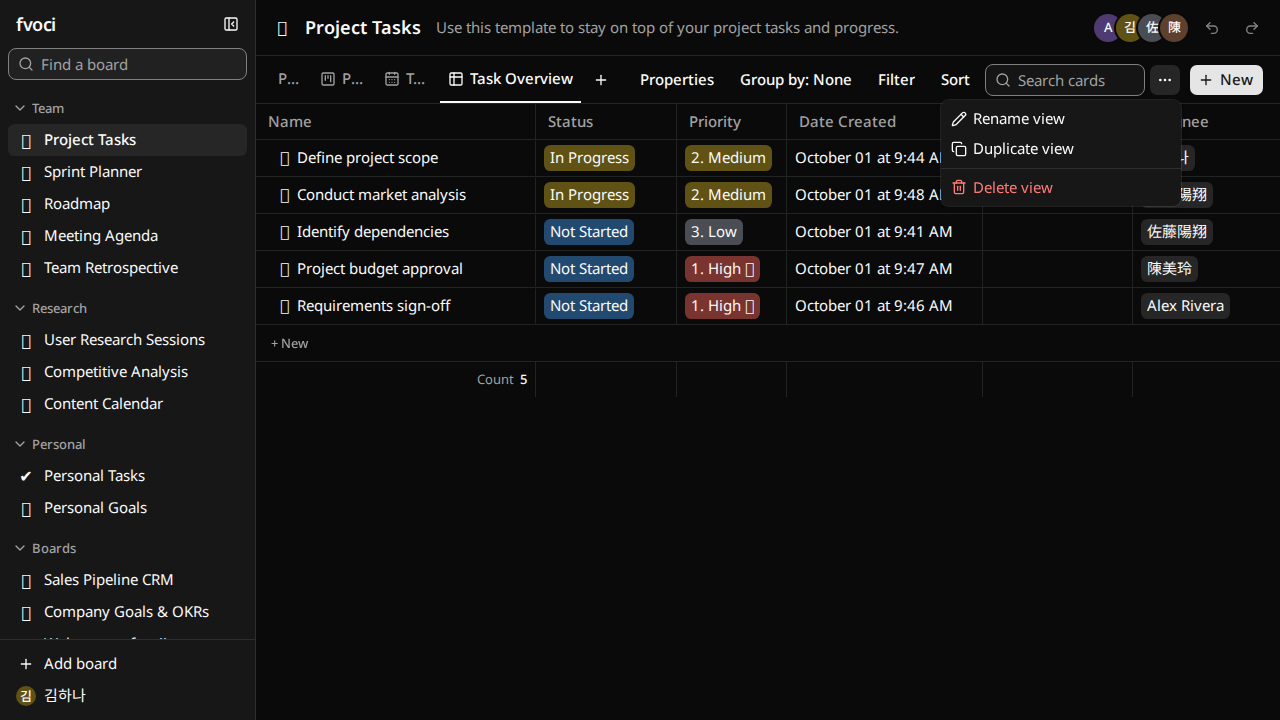 fvoci
Find a board
Team
Project Tasks
Sprint Planner
Roadmap
Meeting Agenda
Team Retrospective
Research
User Research Sessions
Competitive Analysis
Content Calendar
Personal
Personal Tasks
Personal Goals
Boards
Sales Pipeline CRM
Company Goals & OKRs
Add board
김 김하나
Project Tasks Use this template to stay on top of your project tasks and progress. A 김 佐 陳
P... P... T... Task Overview Properties Group by: None Filter Sort Search cards New
Rename view
Duplicate view
Delete view
Name Status Priority Date Created
Define project scope In Progress 2. Medium October 01 at 9:44 AM
Conduct market analysis In Progress 2. Medium October 01 at 9:48 AM
Identify dependencies Not Started 3. Low October 01 at 9:41 AM 佐藤陽翔
Project budget approval Not Started 1. High October 01 at 9:47 AM 陳美玲
Requirements sign-off Not Started 1. High October 01 at 9:46 AM Alex Rivera
+ New
Count 5